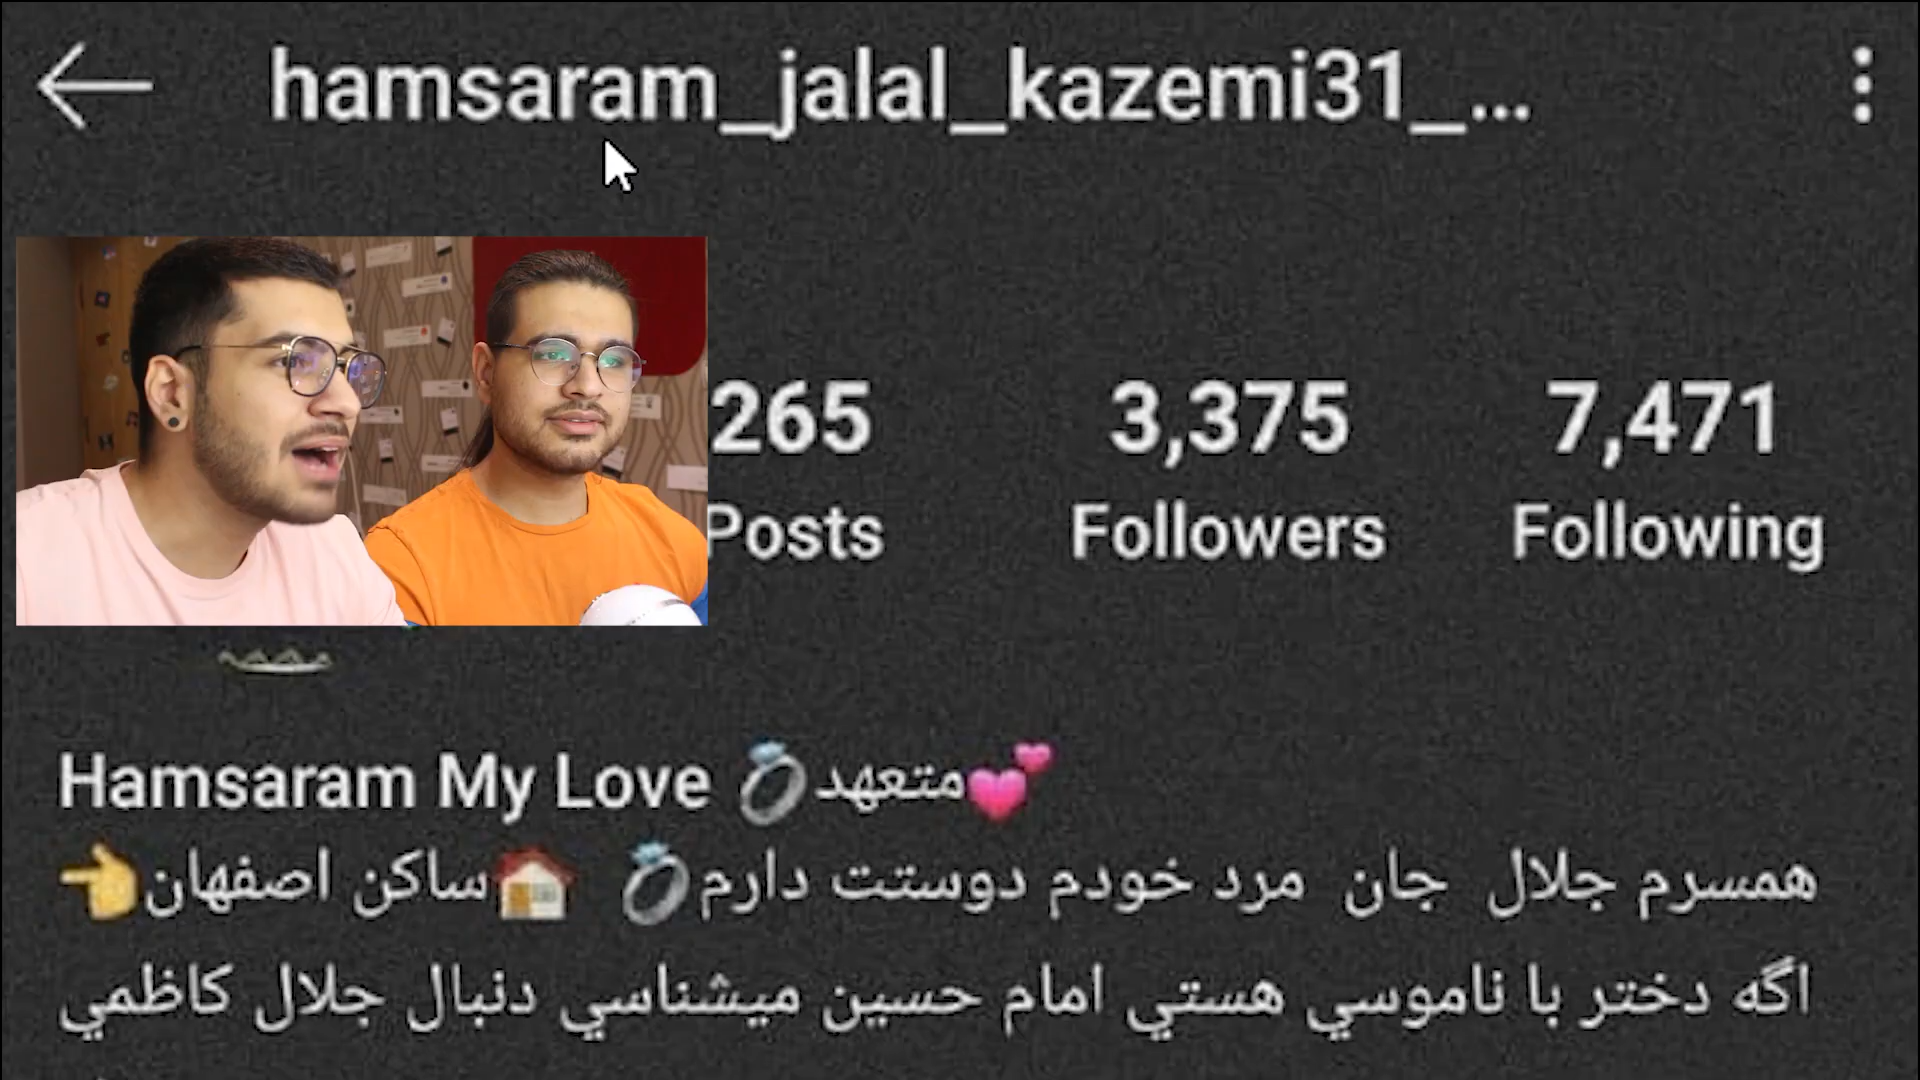 hamsaram_jalal_kazemi31_...
265 3,375 7,471
Posts Followers Following
Hamsaram My Love 💍متعهد💕
همسرم جلال جان مرد خودم دوستت دارم💍 🏠ساكن اصفهان👈
اگه دختر با ناموسي هستي امام حسين ميشناسي دنبال جلال كاظمي